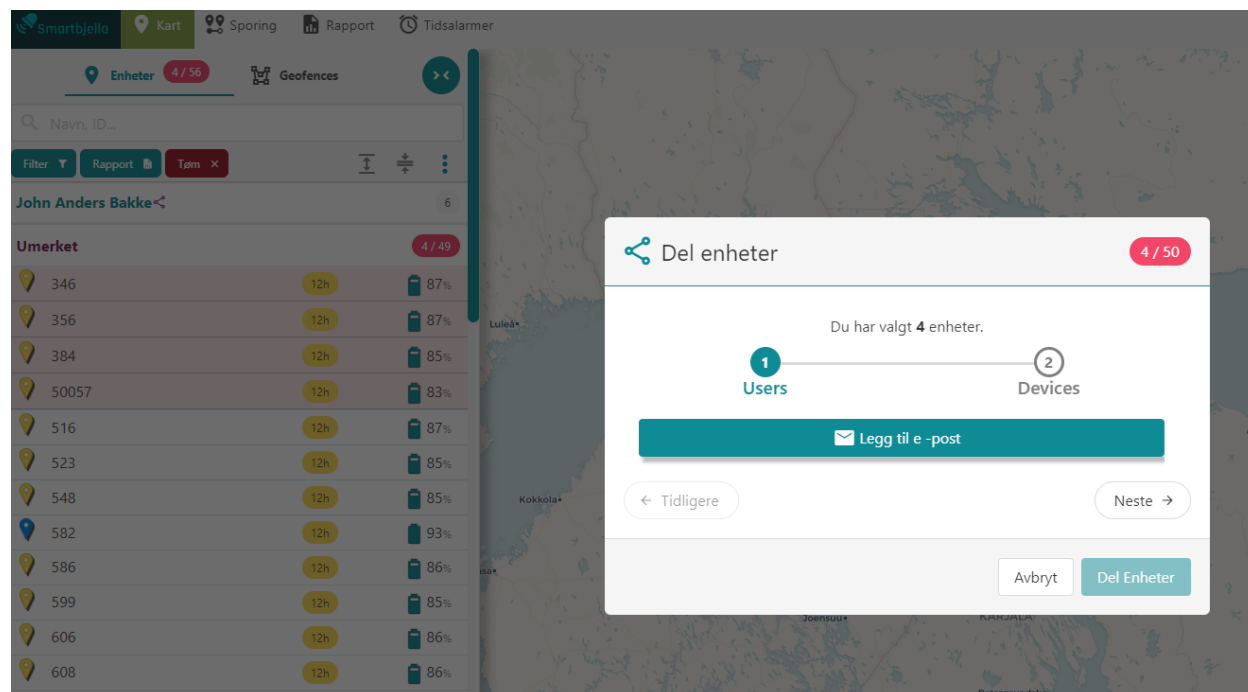 Smartbjella Kart Sporing Rapport Tidsalarmer
Enheter 4 / 56 Geofences
Navn, ID...
Filter Rapport Tøm ×
John Anders Bakke 6
Umerket 4 / 49
346 12h 87%
356 12h 87%
384 12h 85%
50057 12h 83%
516 12h 87%
523 12h 85%
548 12h 85%
582 12h 93%
586 12h 86%
599 12h 85%
606 12h 86%
608 12h 86%
Luleå
Kokkola
Joensuu
KARJALA
Del enheter 4 / 50
Du har valgt 4 enheter.
1 2
Users Devices
Legg til e -post
← Tidligere Neste →
Avbryt Del Enheter